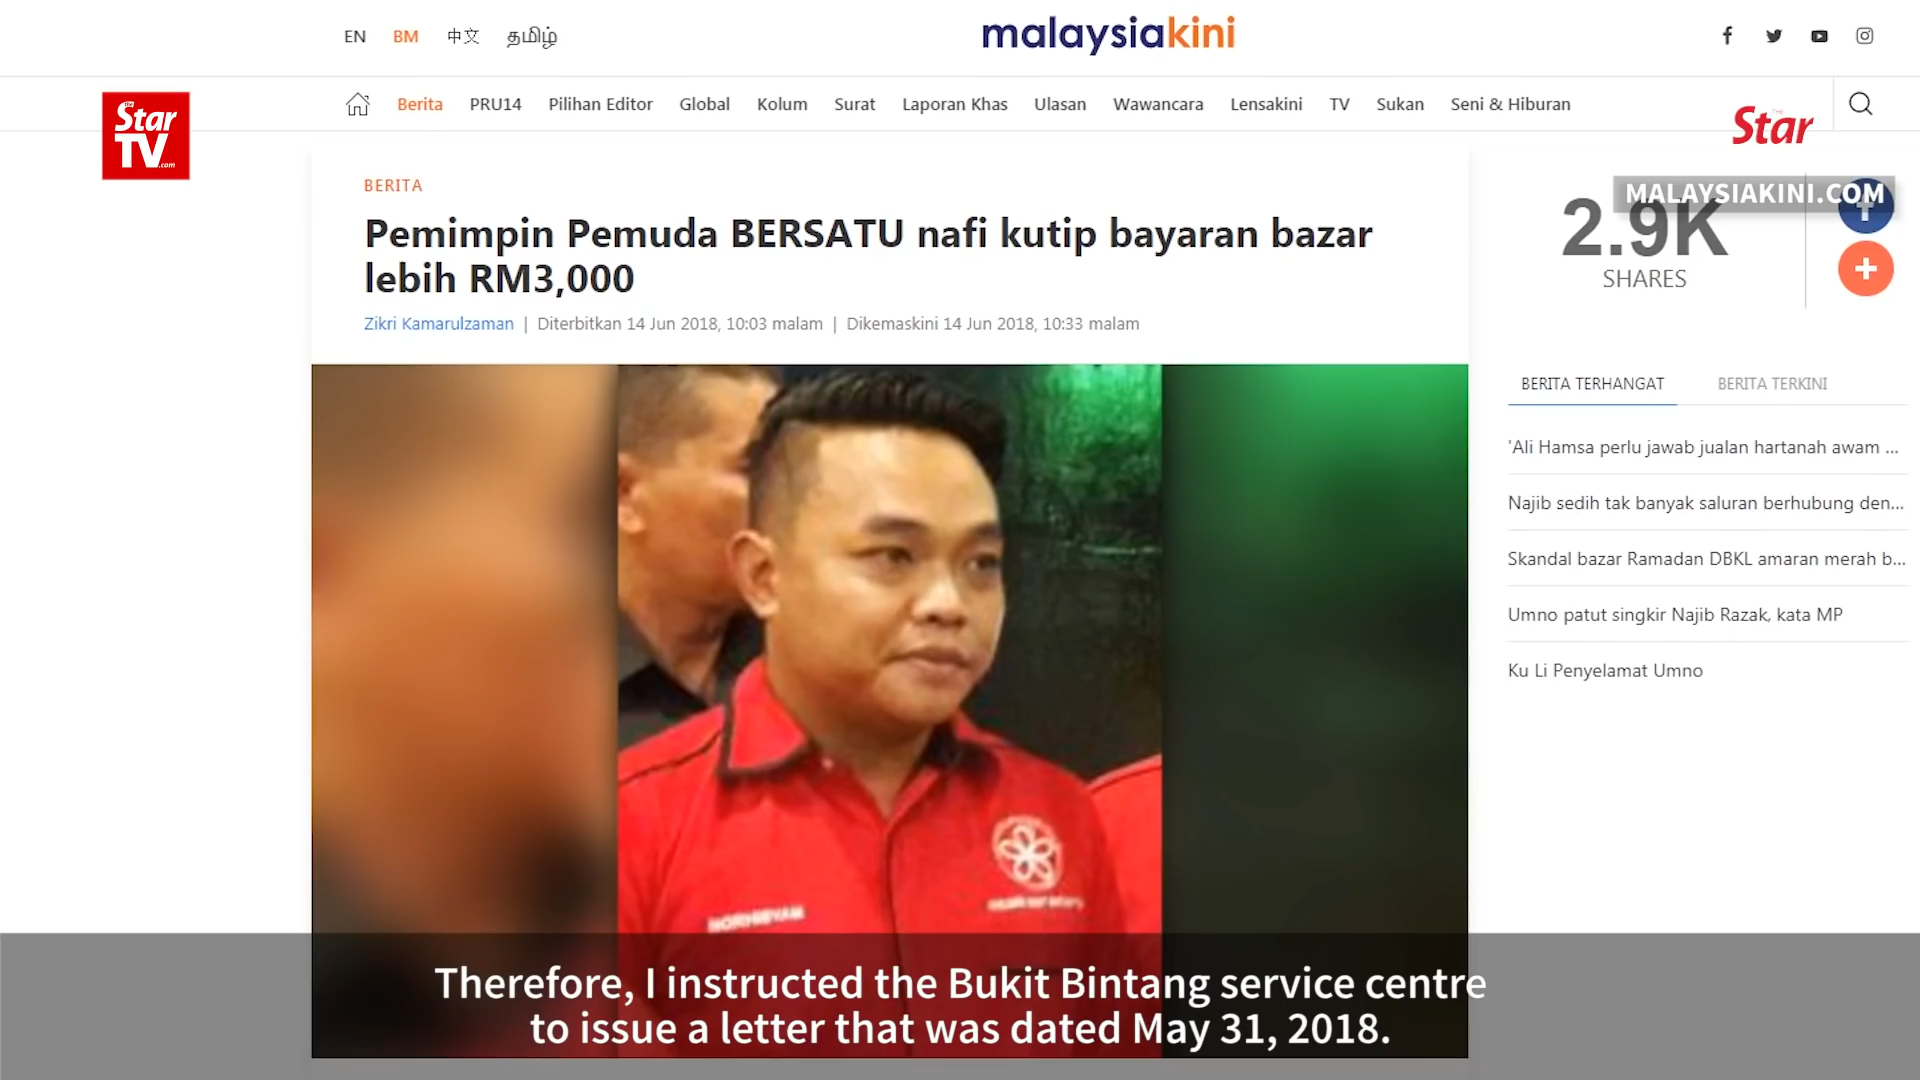 EN BM 中文 தமிழ்
malaysiakini
Star TV.com
Berita PRU14 Pilihan Editor Global Kolum Surat Laporan Khas Ulasan Wawancara Lensakini TV Sukan Seni & Hiburan
THE Star
MALAYSIAKINI.COM
BERITA
Pemimpin Pemuda BERSATU nafi kutip bayaran bazar
lebih RM3,000
Zikri Kamarulzaman | Diterbitkan 14 Jun 2018, 10:03 malam | Dikemaskini 14 Jun 2018, 10:33 malam
2.9K
SHARES
BERITA TERHANGAT BERITA TERKINI
'Ali Hamsa perlu jawab jualan hartanah awam ...
Najib sedih tak banyak saluran berhubung den...
Skandal bazar Ramadan DBKL amaran merah b...
Umno patut singkir Najib Razak, kata MP
Ku Li Penyelamat Umno
Therefore, I instructed the Bukit Bintang service centre
to issue a letter that was dated May 31, 2018.